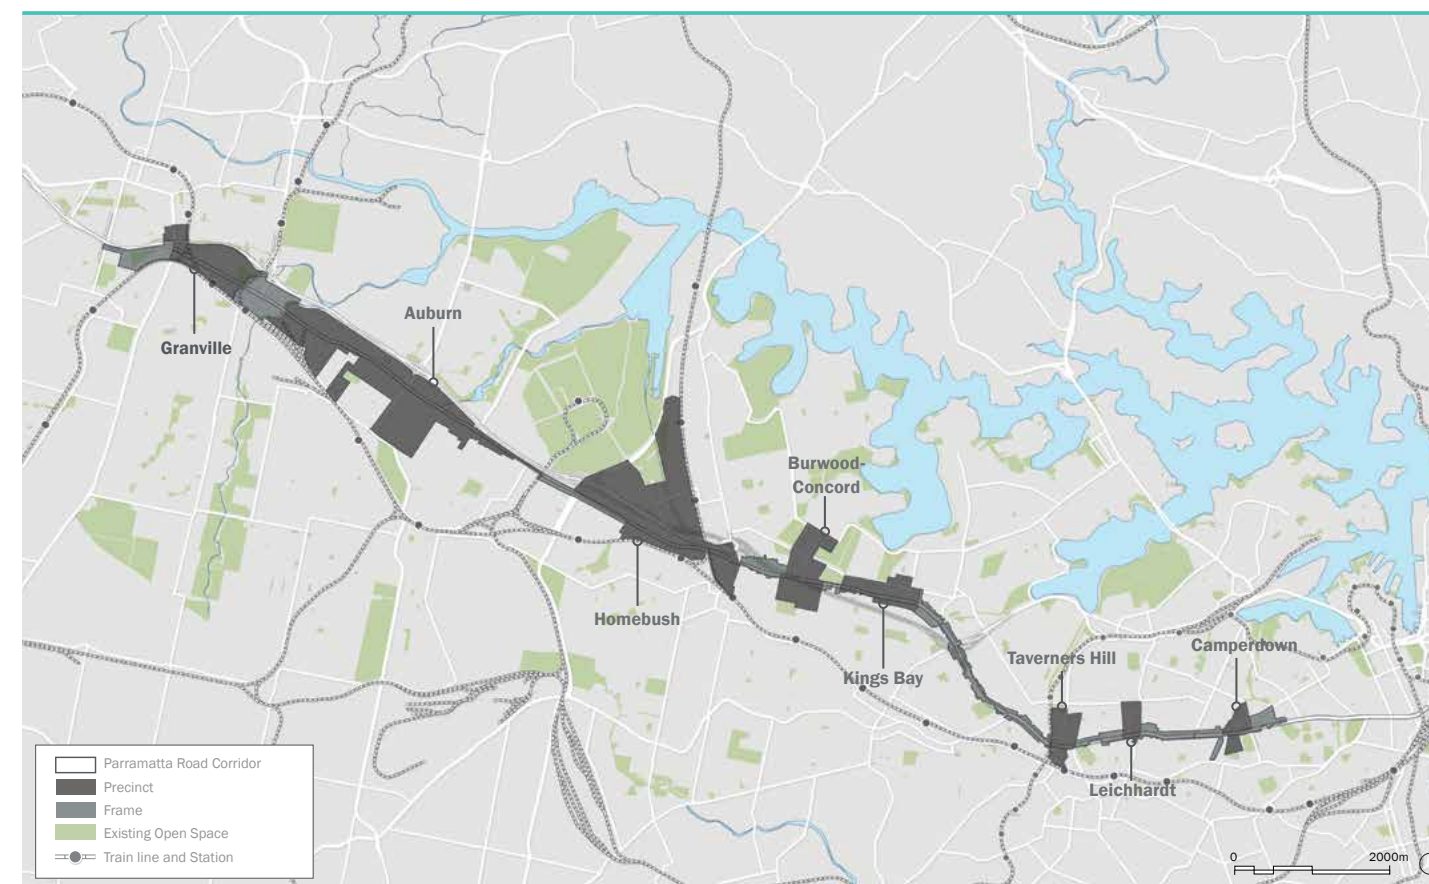 Auburn
Granville
Burwood-
Concord
Homebush
Kings Bay
Taverners Hill
Camperdown
Leichhardt
Parramatta Road Corridor
Precinct
Frame
Existing Open Space
Train line and Station
0 2000m